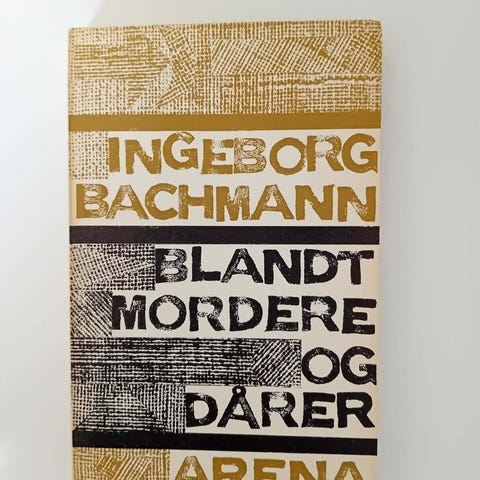 INGEBORG
BACHMANN
BLANDT
MORDERE
OG
DÅRER
ARENA